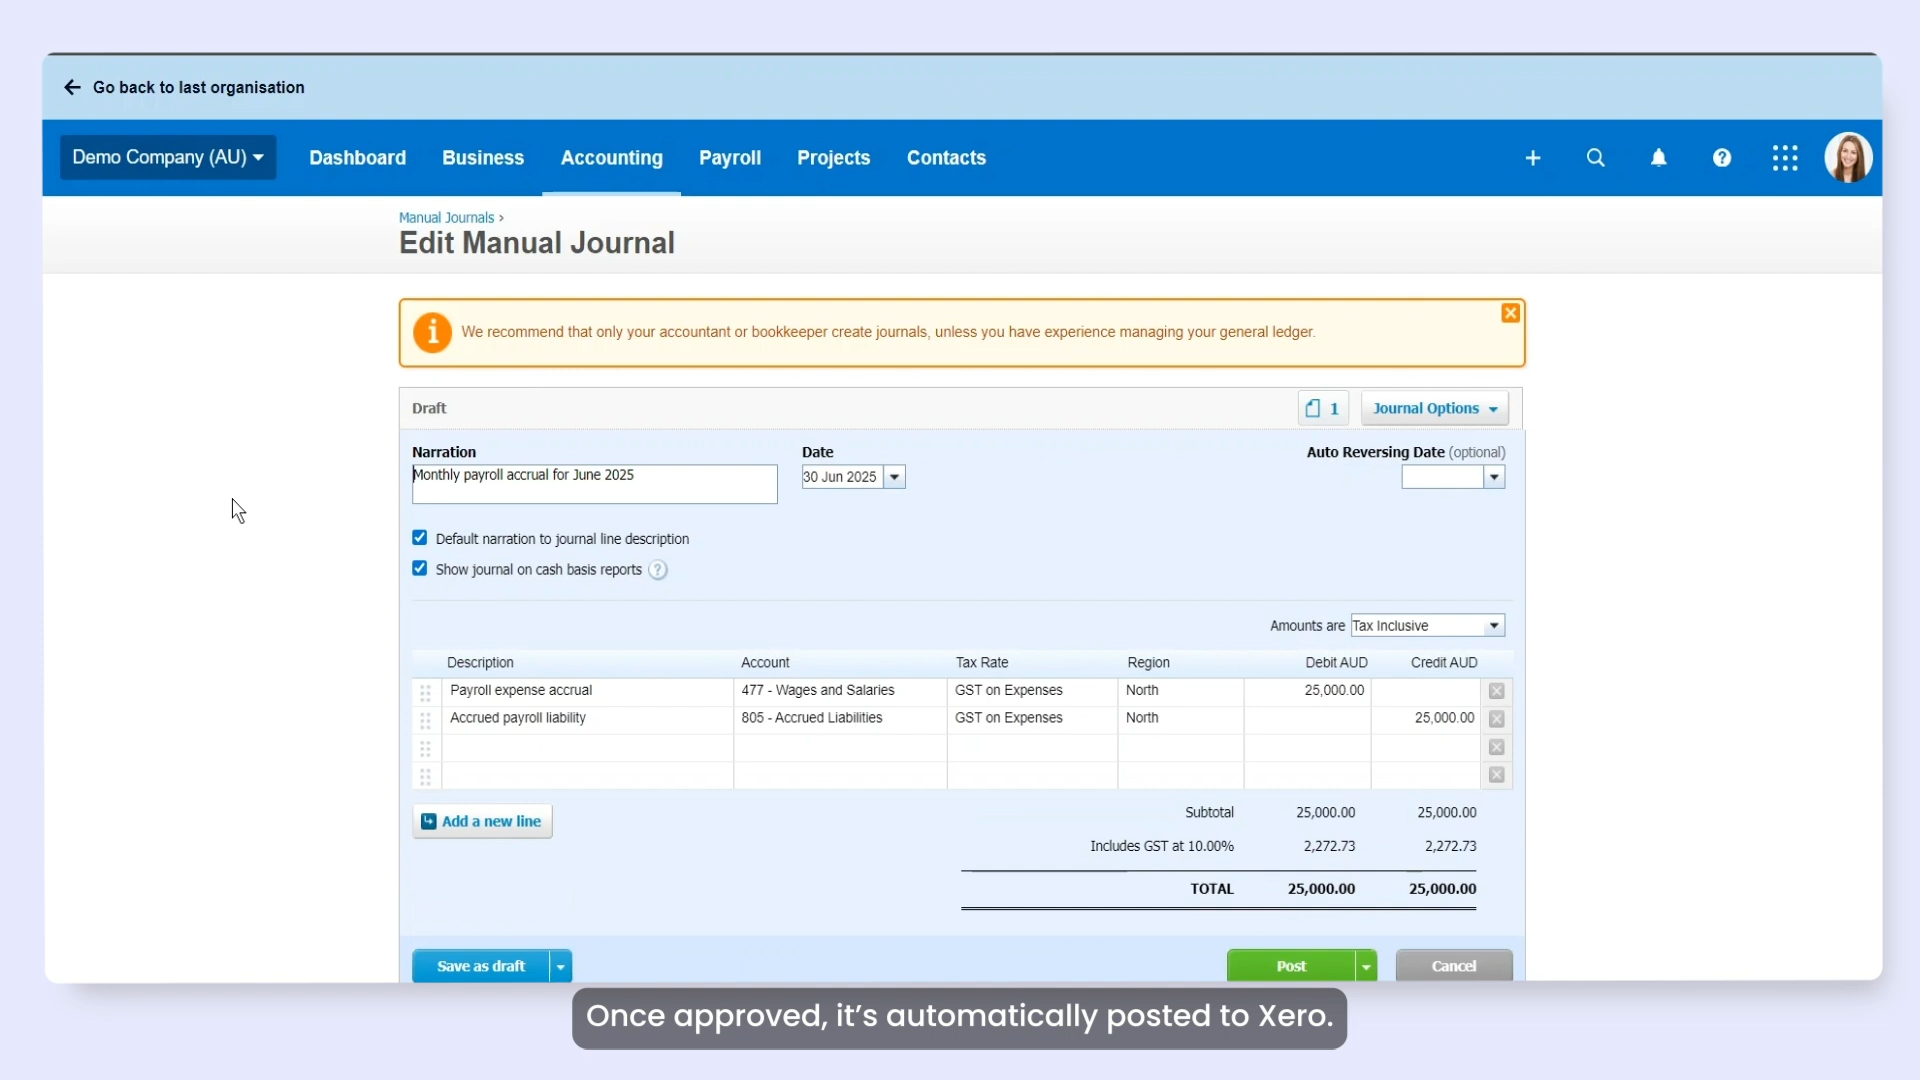 Go back to last organisation
Demo Company (AU) Dashboard Business Accounting Payroll Projects Contacts
Manual Journals ›
Edit Manual Journal
We recommend that only your accountant or bookkeeper create journals, unless you have experience managing your general ledger.
Draft 1 Journal Options
Narration Date Auto Reversing Date (optional)
Monthly payroll accrual for June 2025 30 Jun 2025
Default narration to journal line description
Show journal on cash basis reports ?
Amounts are Tax Inclusive
Description Account Tax Rate Region Debit AUD Credit AUD
Payroll expense accrual 477 - Wages and Salaries GST on Expenses North 25,000.00
Accrued payroll liability 805 - Accrued Liabilities GST on Expenses North 25,000.00
Add a new line
Subtotal 25,000.00 25,000.00
Includes GST at 10.00% 2,272.73 2,272.73
TOTAL 25,000.00 25,000.00
Save as draft Post Cancel
Once approved, it’s automatically posted to Xero.